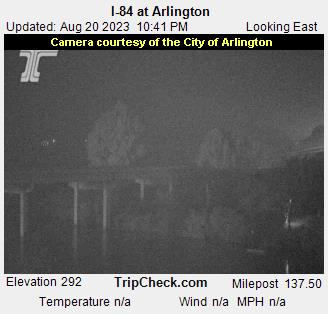 I-84 at Arlington
Updated: Aug 20 2023 10:41 PM Looking East
Camera courtesy of the City of Arlington
Elevation 292 TripCheck.com Milepost 137.50
Temperature n/a Wind n/a MPH n/a